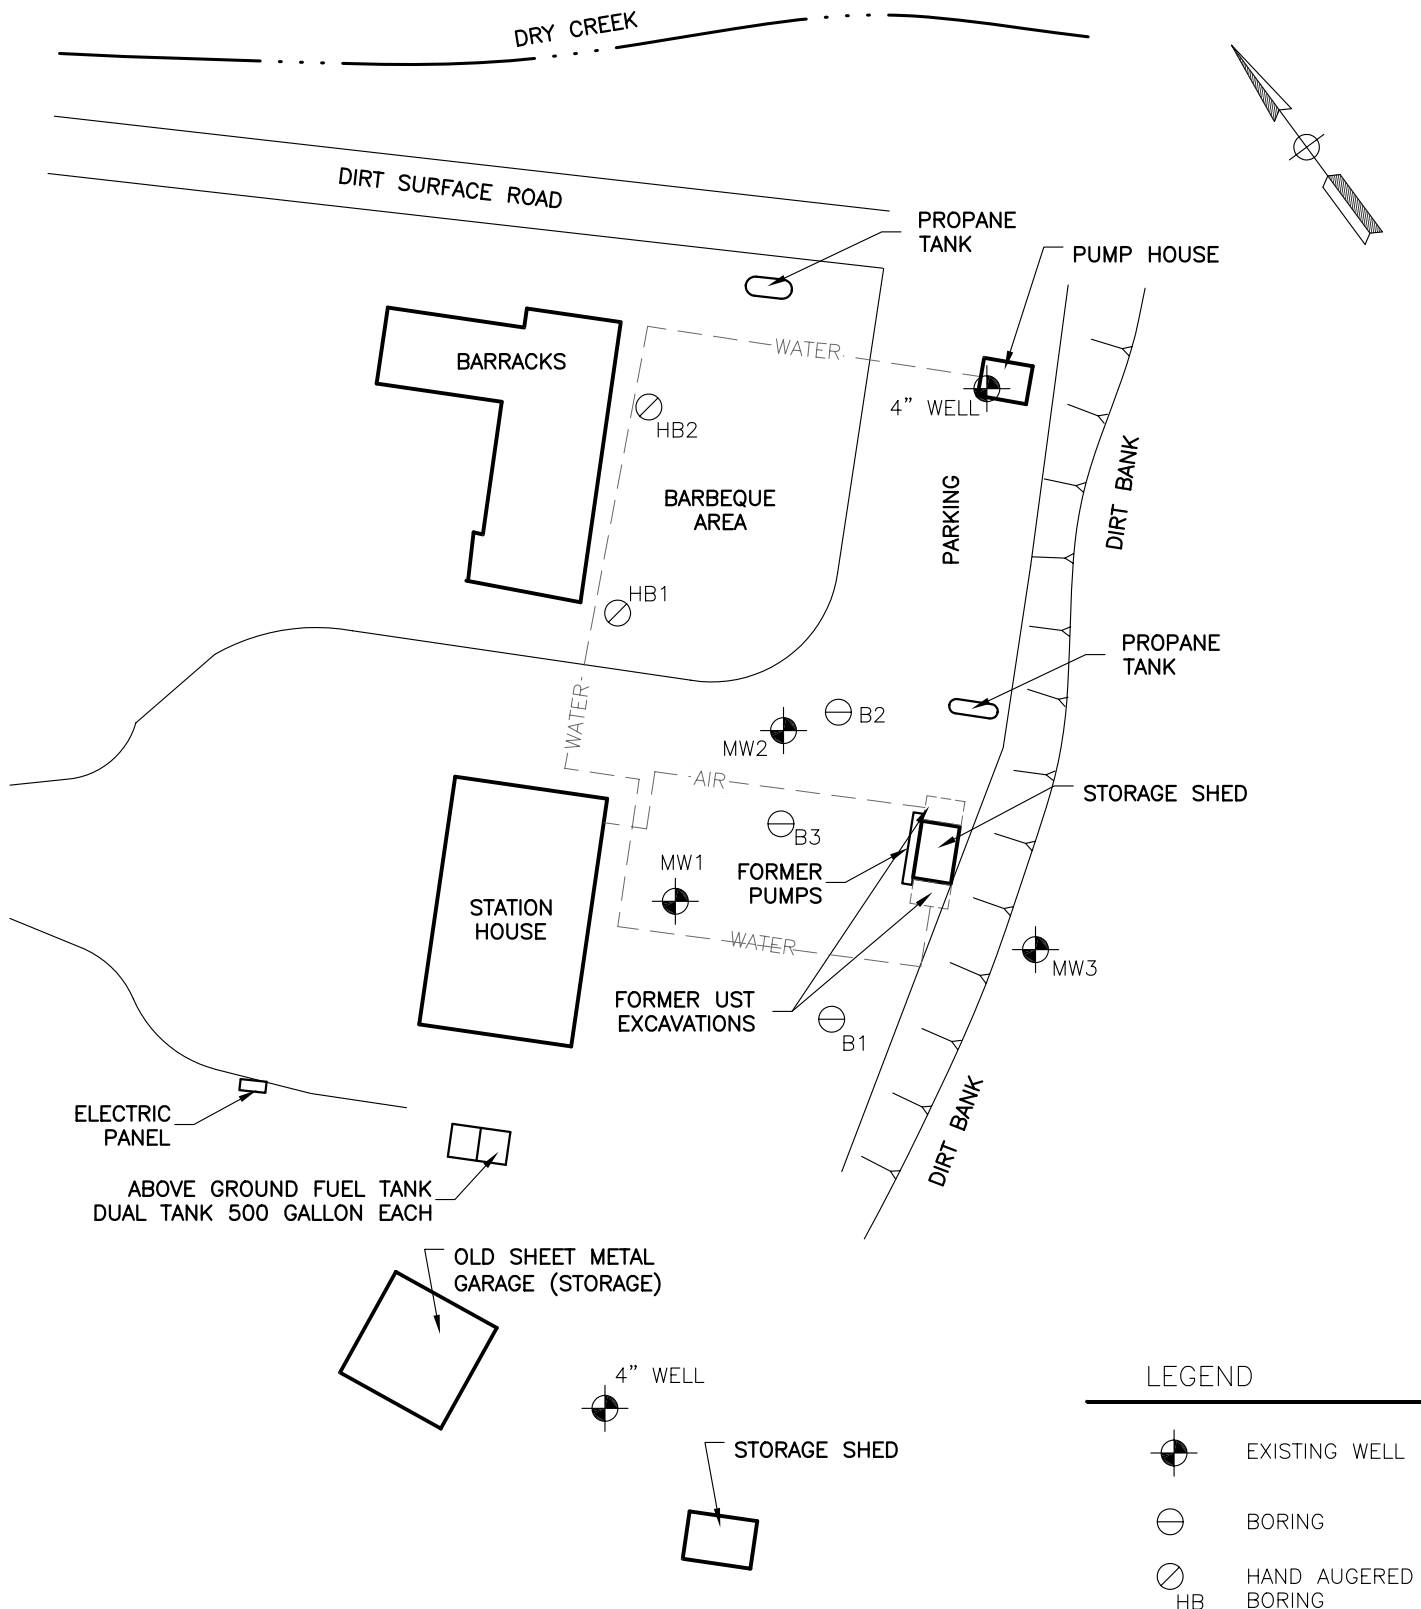 DRY CREEK
DIRT SURFACE ROAD
PROPANE
TANK
PUMP HOUSE
WATER
BARRACKS
4” WELL
HB2
BARBEQUE
AREA
PARKING
DIRT BANK
HB1
PROPANE
TANK
WATER
B2
MW2
AIR
STORAGE SHED
B3
MW1
FORMER
PUMPS
STATION
HOUSE
WATER
MW3
FORMER UST
EXCAVATIONS
B1
ELECTRIC
PANEL
DIRT BANK
ABOVE GROUND FUEL TANK
DUAL TANK 500 GALLON EACH
OLD SHEET METAL
GARAGE (STORAGE)
4” WELL
STORAGE SHED
LEGEND
EXISTING WELL
BORING
HAND AUGERED
BORING
HB